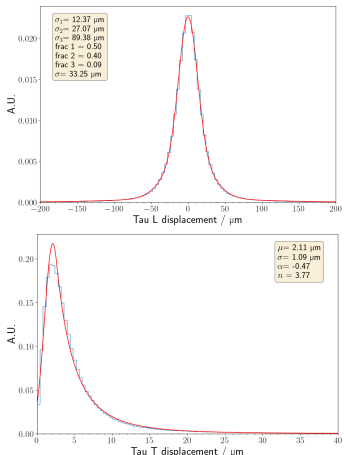 σ₁= 12.37 μm
σ₂= 27.07 μm
σ₃= 89.38 μm
frac 1 = 0.50
frac 2 = 0.40
frac 3 = 0.09
σ= 33.25 μm
A.U.
0.020
0.015
0.010
0.005
0.000
−200 −150 −100 −50 0 50 100 150 200
Tau L displacement / μm
μ= 2.11 μm
σ= 1.09 μm
α= -0.47
n = 3.77
A.U.
0.20
0.15
0.10
0.05
0.00
0 5 10 15 20 25 30 35 40
Tau T displacement / μm